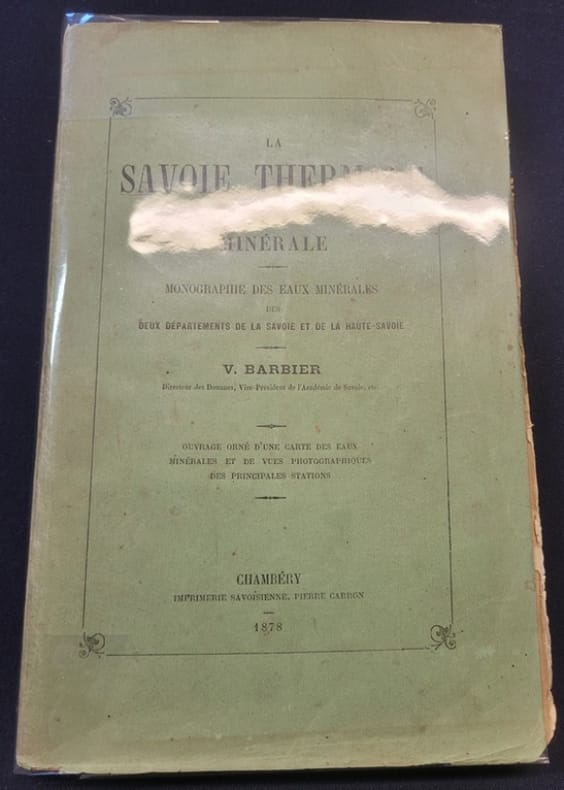 LA
SAVOIE
MINÉRALE
MONOGRAPHIE DES EAUX MINÉRALES
DES
DEUX DÉPARTEMENTS DE LA SAVOIE ET DE LA HAUTE-SAVOIE
V. BARBIER
Directeur des Douanes, Vice-Président de l'Académie de Savoie, etc.
OUVRAGE ORNÉ D'UNE CARTE DES EAUX
MINÉRALES ET DE VUES PHOTOGRAPHIQUES
DES PRINCIPALES STATIONS
CHAMBÉRY
IMPRIMERIE SAVOISIENNE, PIERRE CARRON
1878